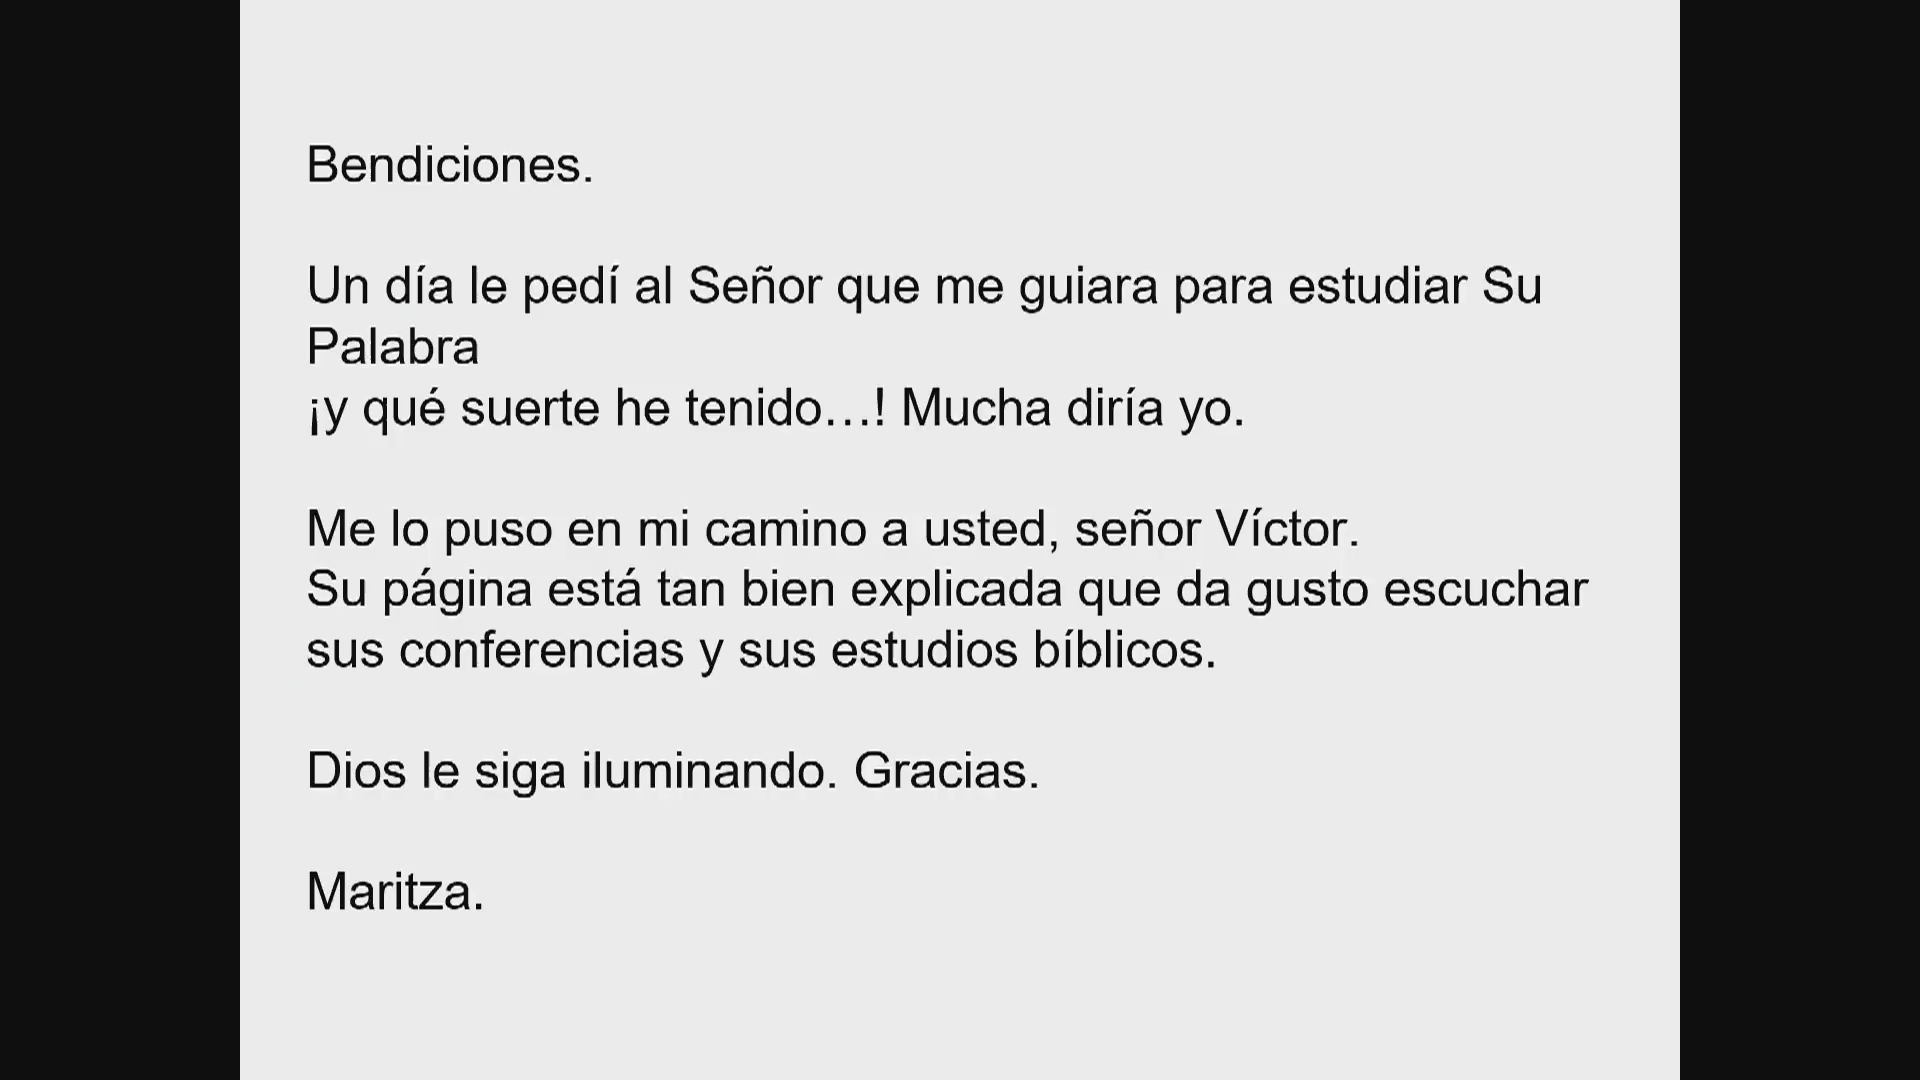 Bendiciones.
Un día le pedí al Señor que me guiara para estudiar Su
Palabra
¡y qué suerte he tenido…! Mucha diría yo.
Me lo puso en mi camino a usted, señor Víctor.
Su página está tan bien explicada que da gusto escuchar
sus conferencias y sus estudios bíblicos.
Dios le siga iluminando. Gracias.
Maritza.